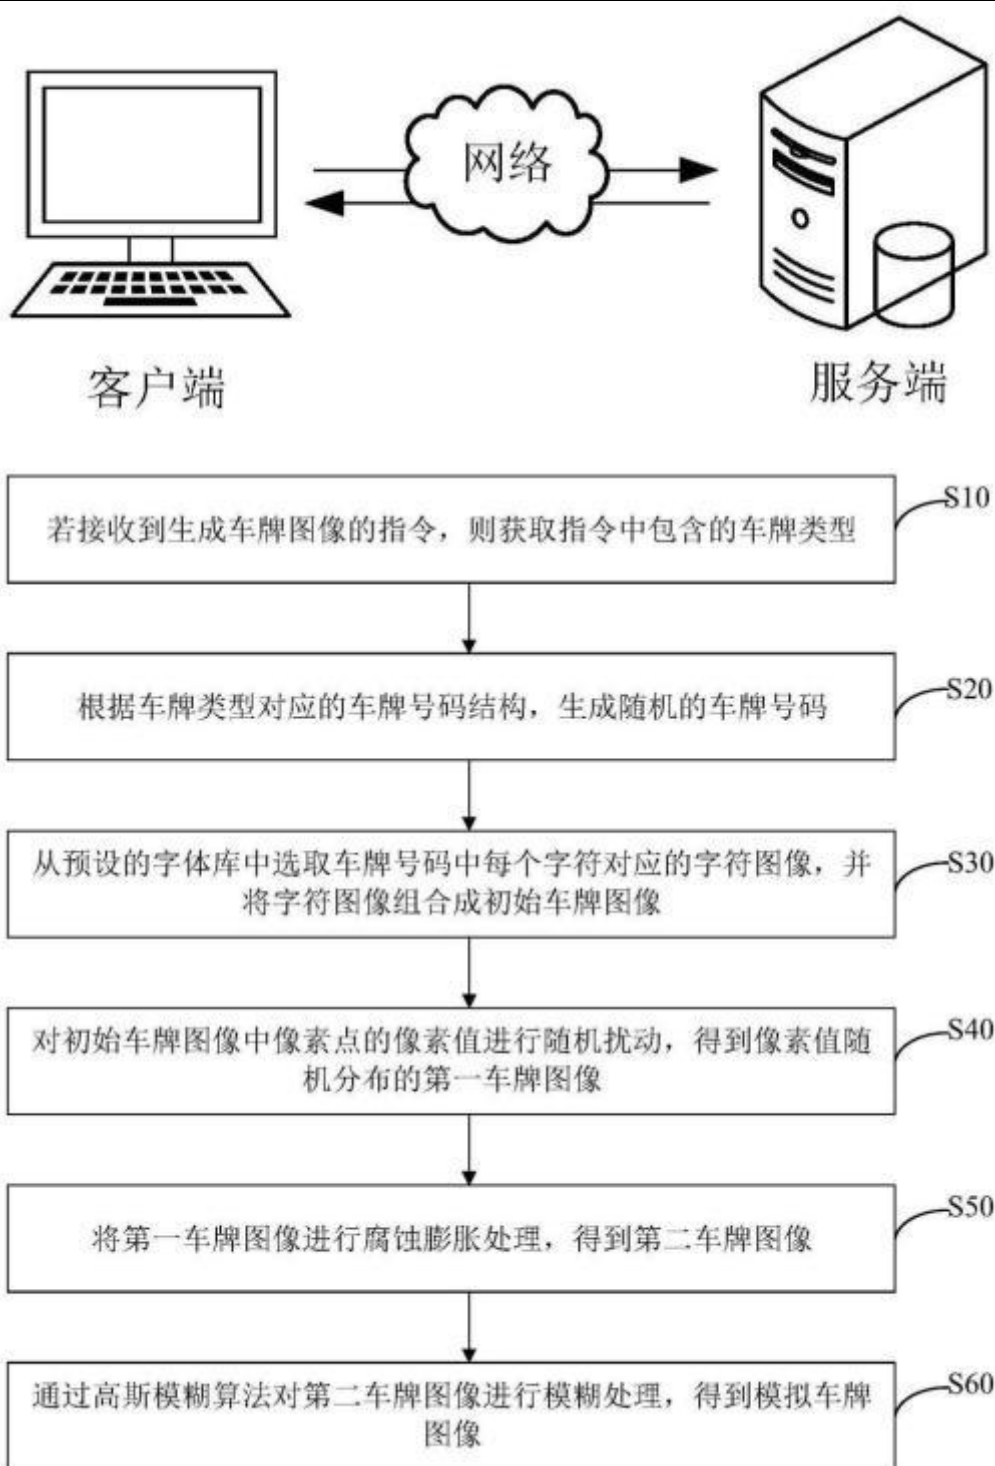 网络
客户端
服务端
S10
若接收到生成车牌图像的指令，则获取指令中包含的车牌类型
S20
根据车牌类型对应的车牌号码结构，生成随机的车牌号码
S30
从预设的字体库中选取车牌号码中每个字符对应的字符图像，并
将字符图像组合成初始车牌图像
S40
对初始车牌图像中像素点的像素值进行随机扰动，得到像素值随
机分布的第一车牌图像
S50
将第一车牌图像进行腐蚀膨胀处理，得到第二车牌图像
S60
通过高斯模糊算法对第二车牌图像进行模糊处理，得到模拟车牌
图像